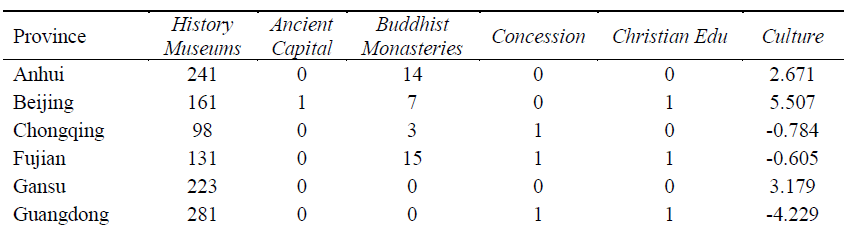 Province History Museums Ancient Capital Buddhist Monasteries Concession Christian Edu Culture
Anhui 241 0 14 0 0 2.671
Beijing 161 1 7 0 1 5.507
Chongqing 98 0 3 1 0 -0.784
Fujian 131 0 15 1 1 -0.605
Gansu 223 0 0 0 0 3.179
Guangdong 281 0 0 1 1 -4.229